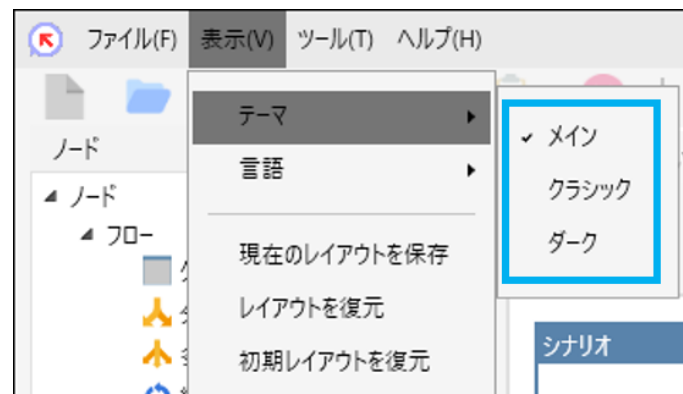 ファイル(F) 表示(V) ツール(T) ヘルプ(H)
テーマ
メイン
クラシック
ダーク
言語
現在のレイアウトを保存
レイアウトを復元
初期レイアウトを復元
ノード
ノード
フロー
シナリオ